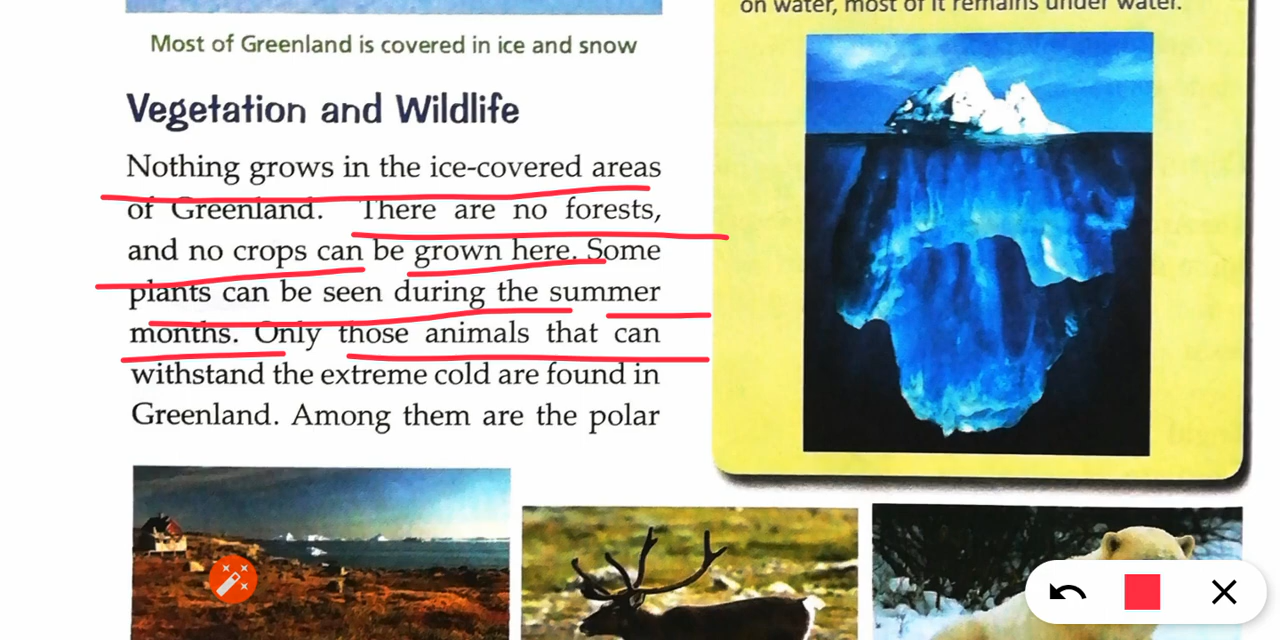 on water, most of it remains under water.
Most of Greenland is covered in ice and snow
Vegetation and Wildlife
Nothing grows in the ice-covered areas
of Greenland. There are no forests,
and no crops can be grown here. Some
plants can be seen during the summer
months. Only those animals that can
withstand the extreme cold are found in
Greenland. Among them are the polar